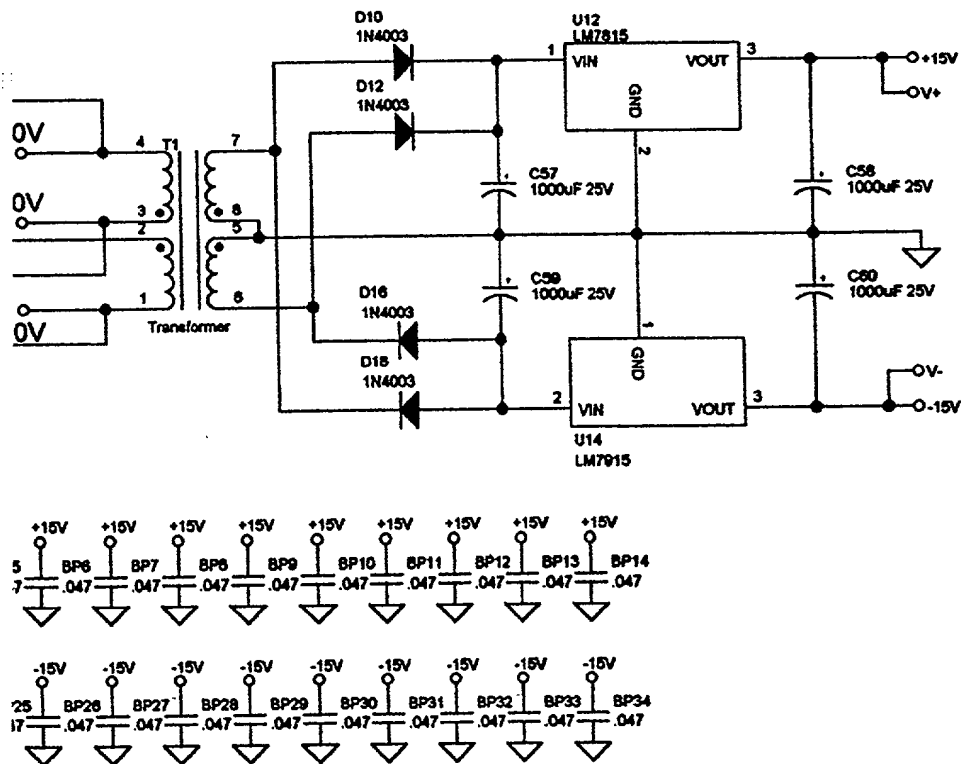 D10
1N4003
U12
LM7815
1
VIN
VOUT
3
+15V
V+
D12
1N4003
GND
2
0V
4
T1
7
C57
1000uF 25V
C58
1000uF 25V
0V
3
8
2
5
1
6
Transformer
0V
C59
1000uF 25V
C60
1000uF 25V
D16
1N4003
1
GND
D18
1N4003
2
VIN
VOUT
3
V-
-15V
U14
LM7915
+15V +15V +15V +15V +15V +15V +15V +15V +15V
5 BP6 BP7 BP8 BP9 BP10 BP11 BP12 BP13 BP14
7 .047 .047 .047 .047 .047 .047 .047 .047 .047
-15V -15V -15V -15V -15V -15V -15V -15V -15V
P25 BP26 BP27 BP28 BP29 BP30 BP31 BP32 BP33 BP34
47 .047 .047 .047 .047 .047 .047 .047 .047 .047